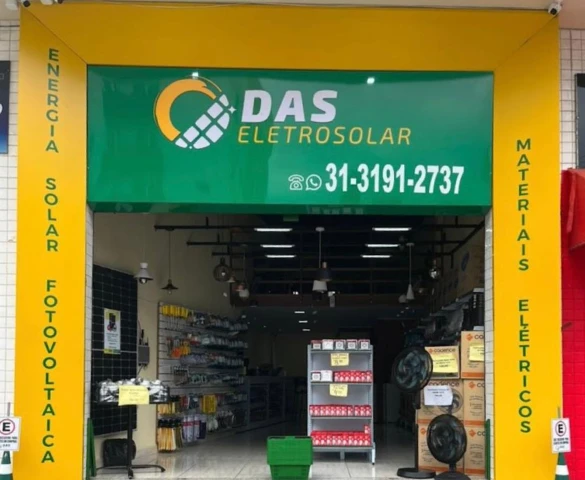 DAS
ELETROSOLAR
31-3191-2737
ENERGIA SOLAR FOTOVOLTAICA
MATERIAIS ELÉTRICOS
E
E